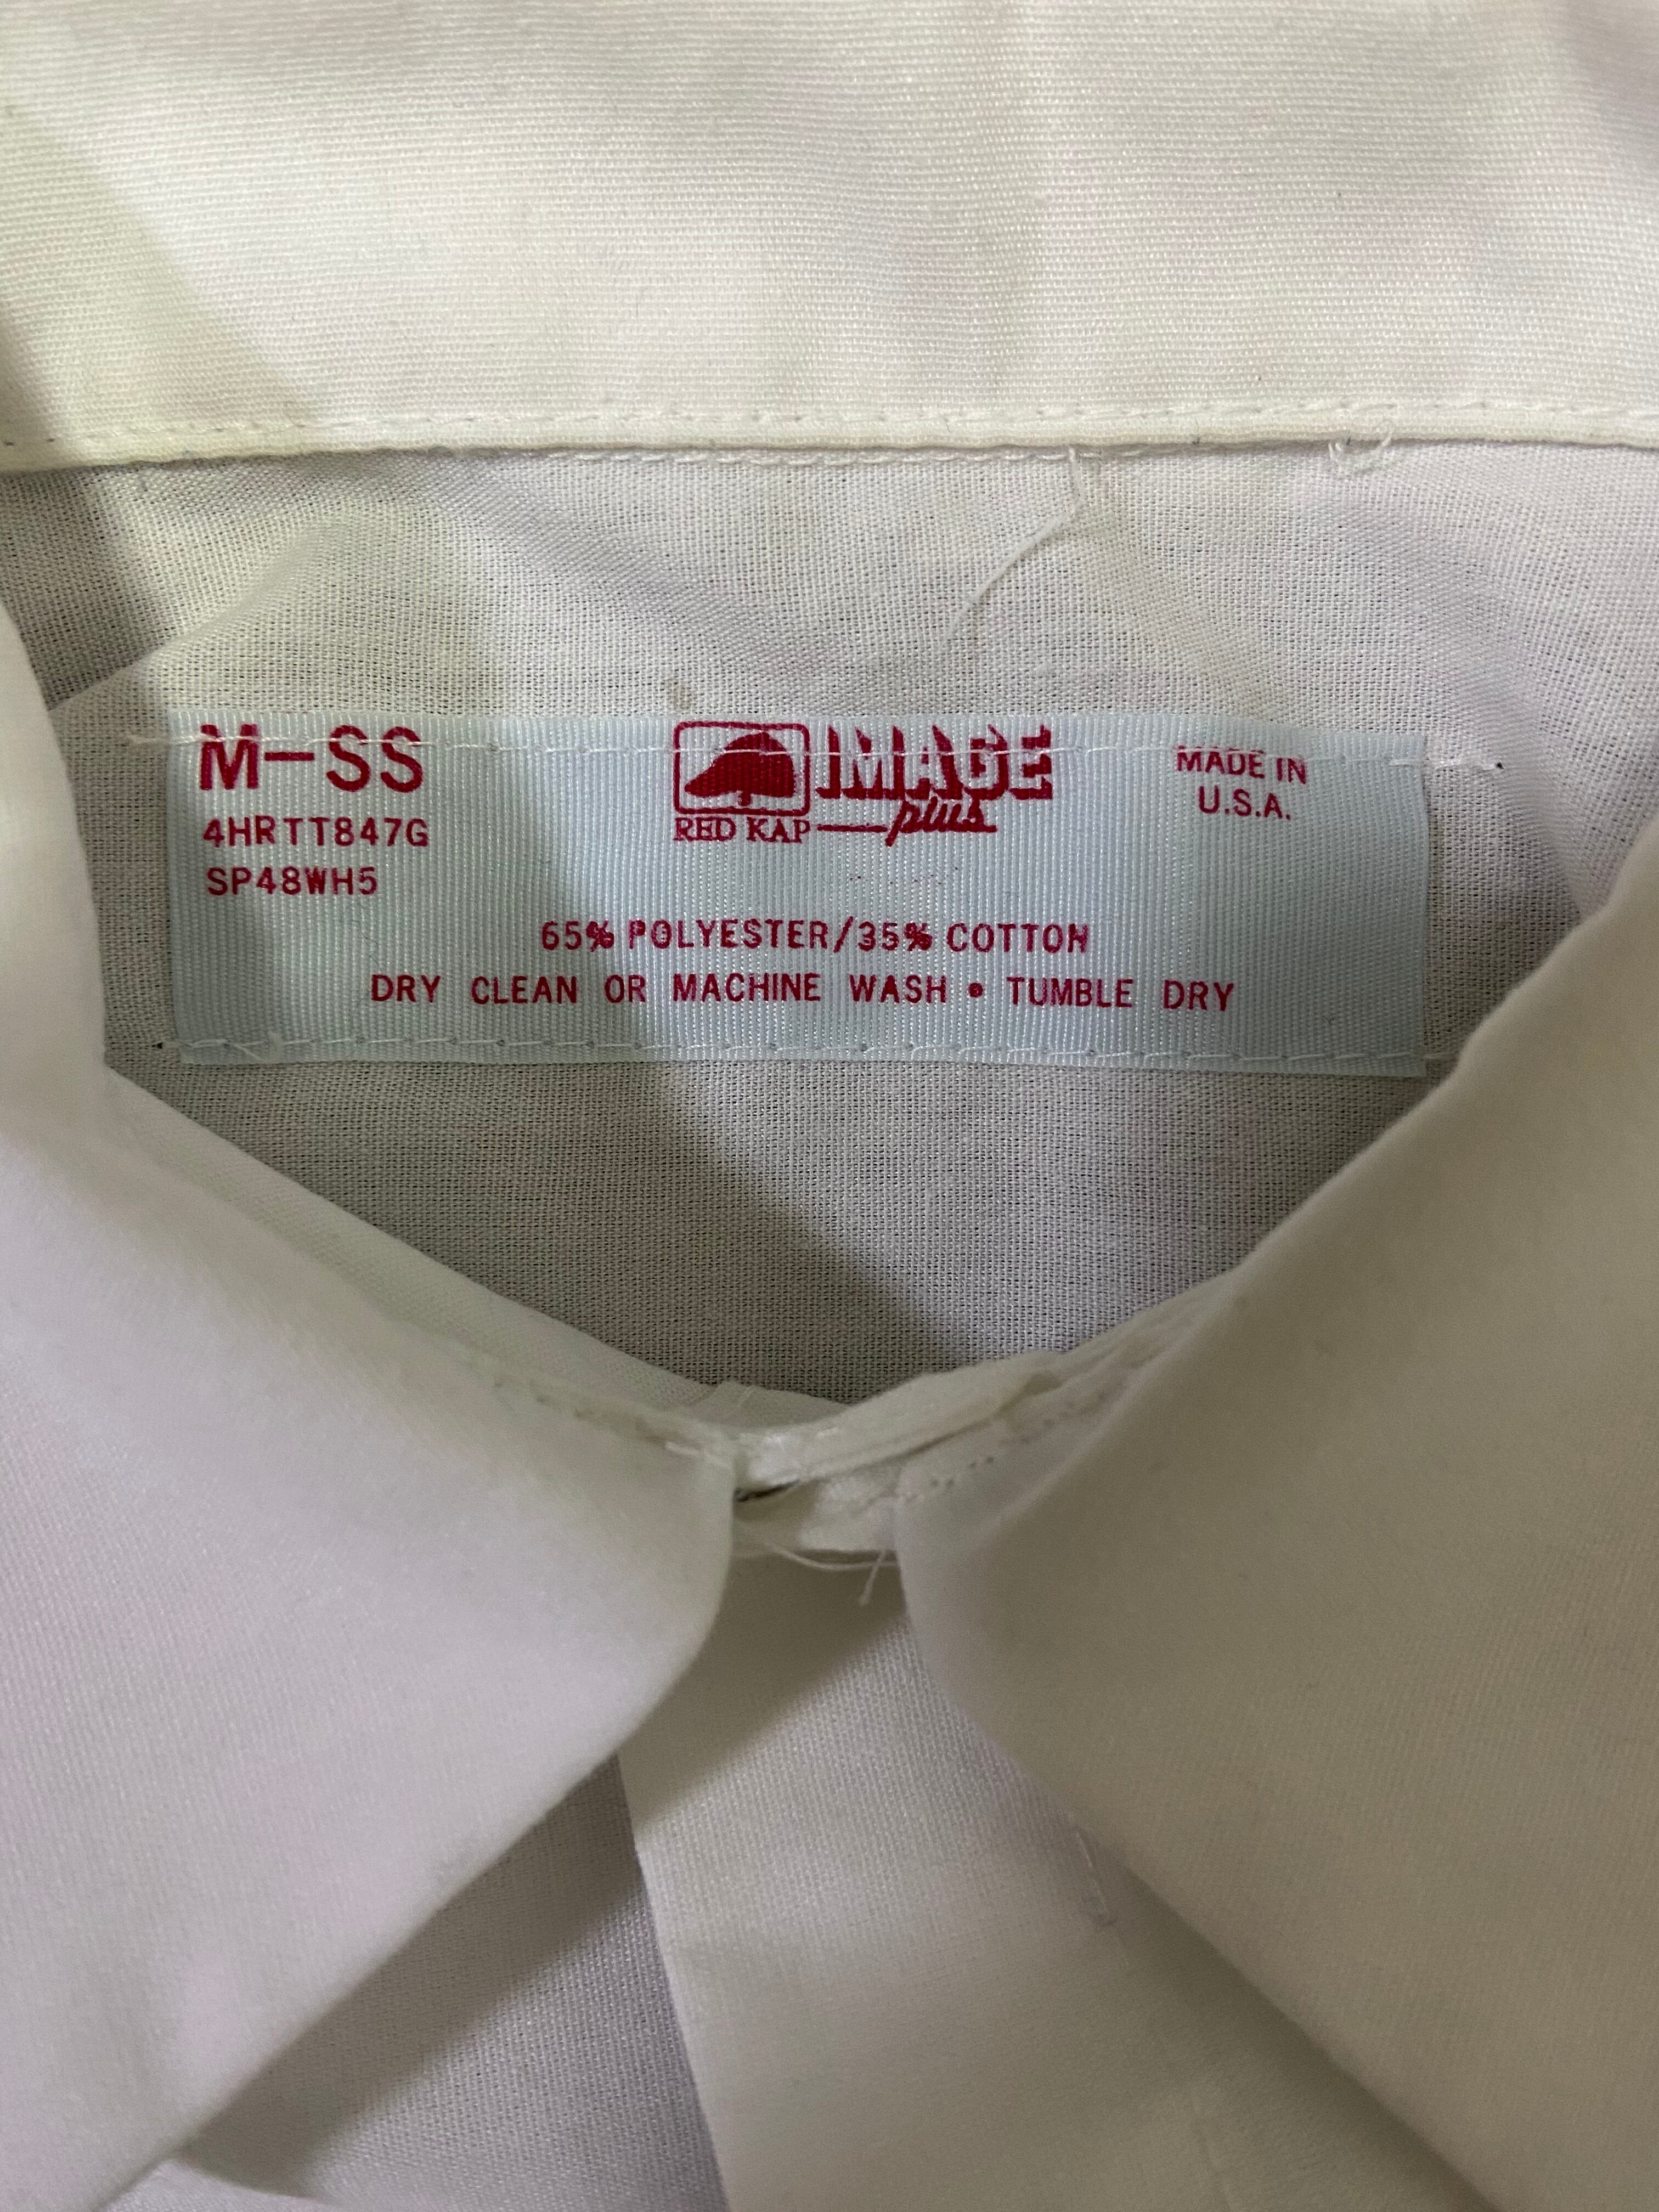 M-SS
4HRTT847G
SP48WH5
IMAGE
plus
RED KAP
MADE IN
U.S.A.
65% POLYESTER/35% COTTON
DRY CLEAN OR MACHINE WASH • TUMBLE DRY